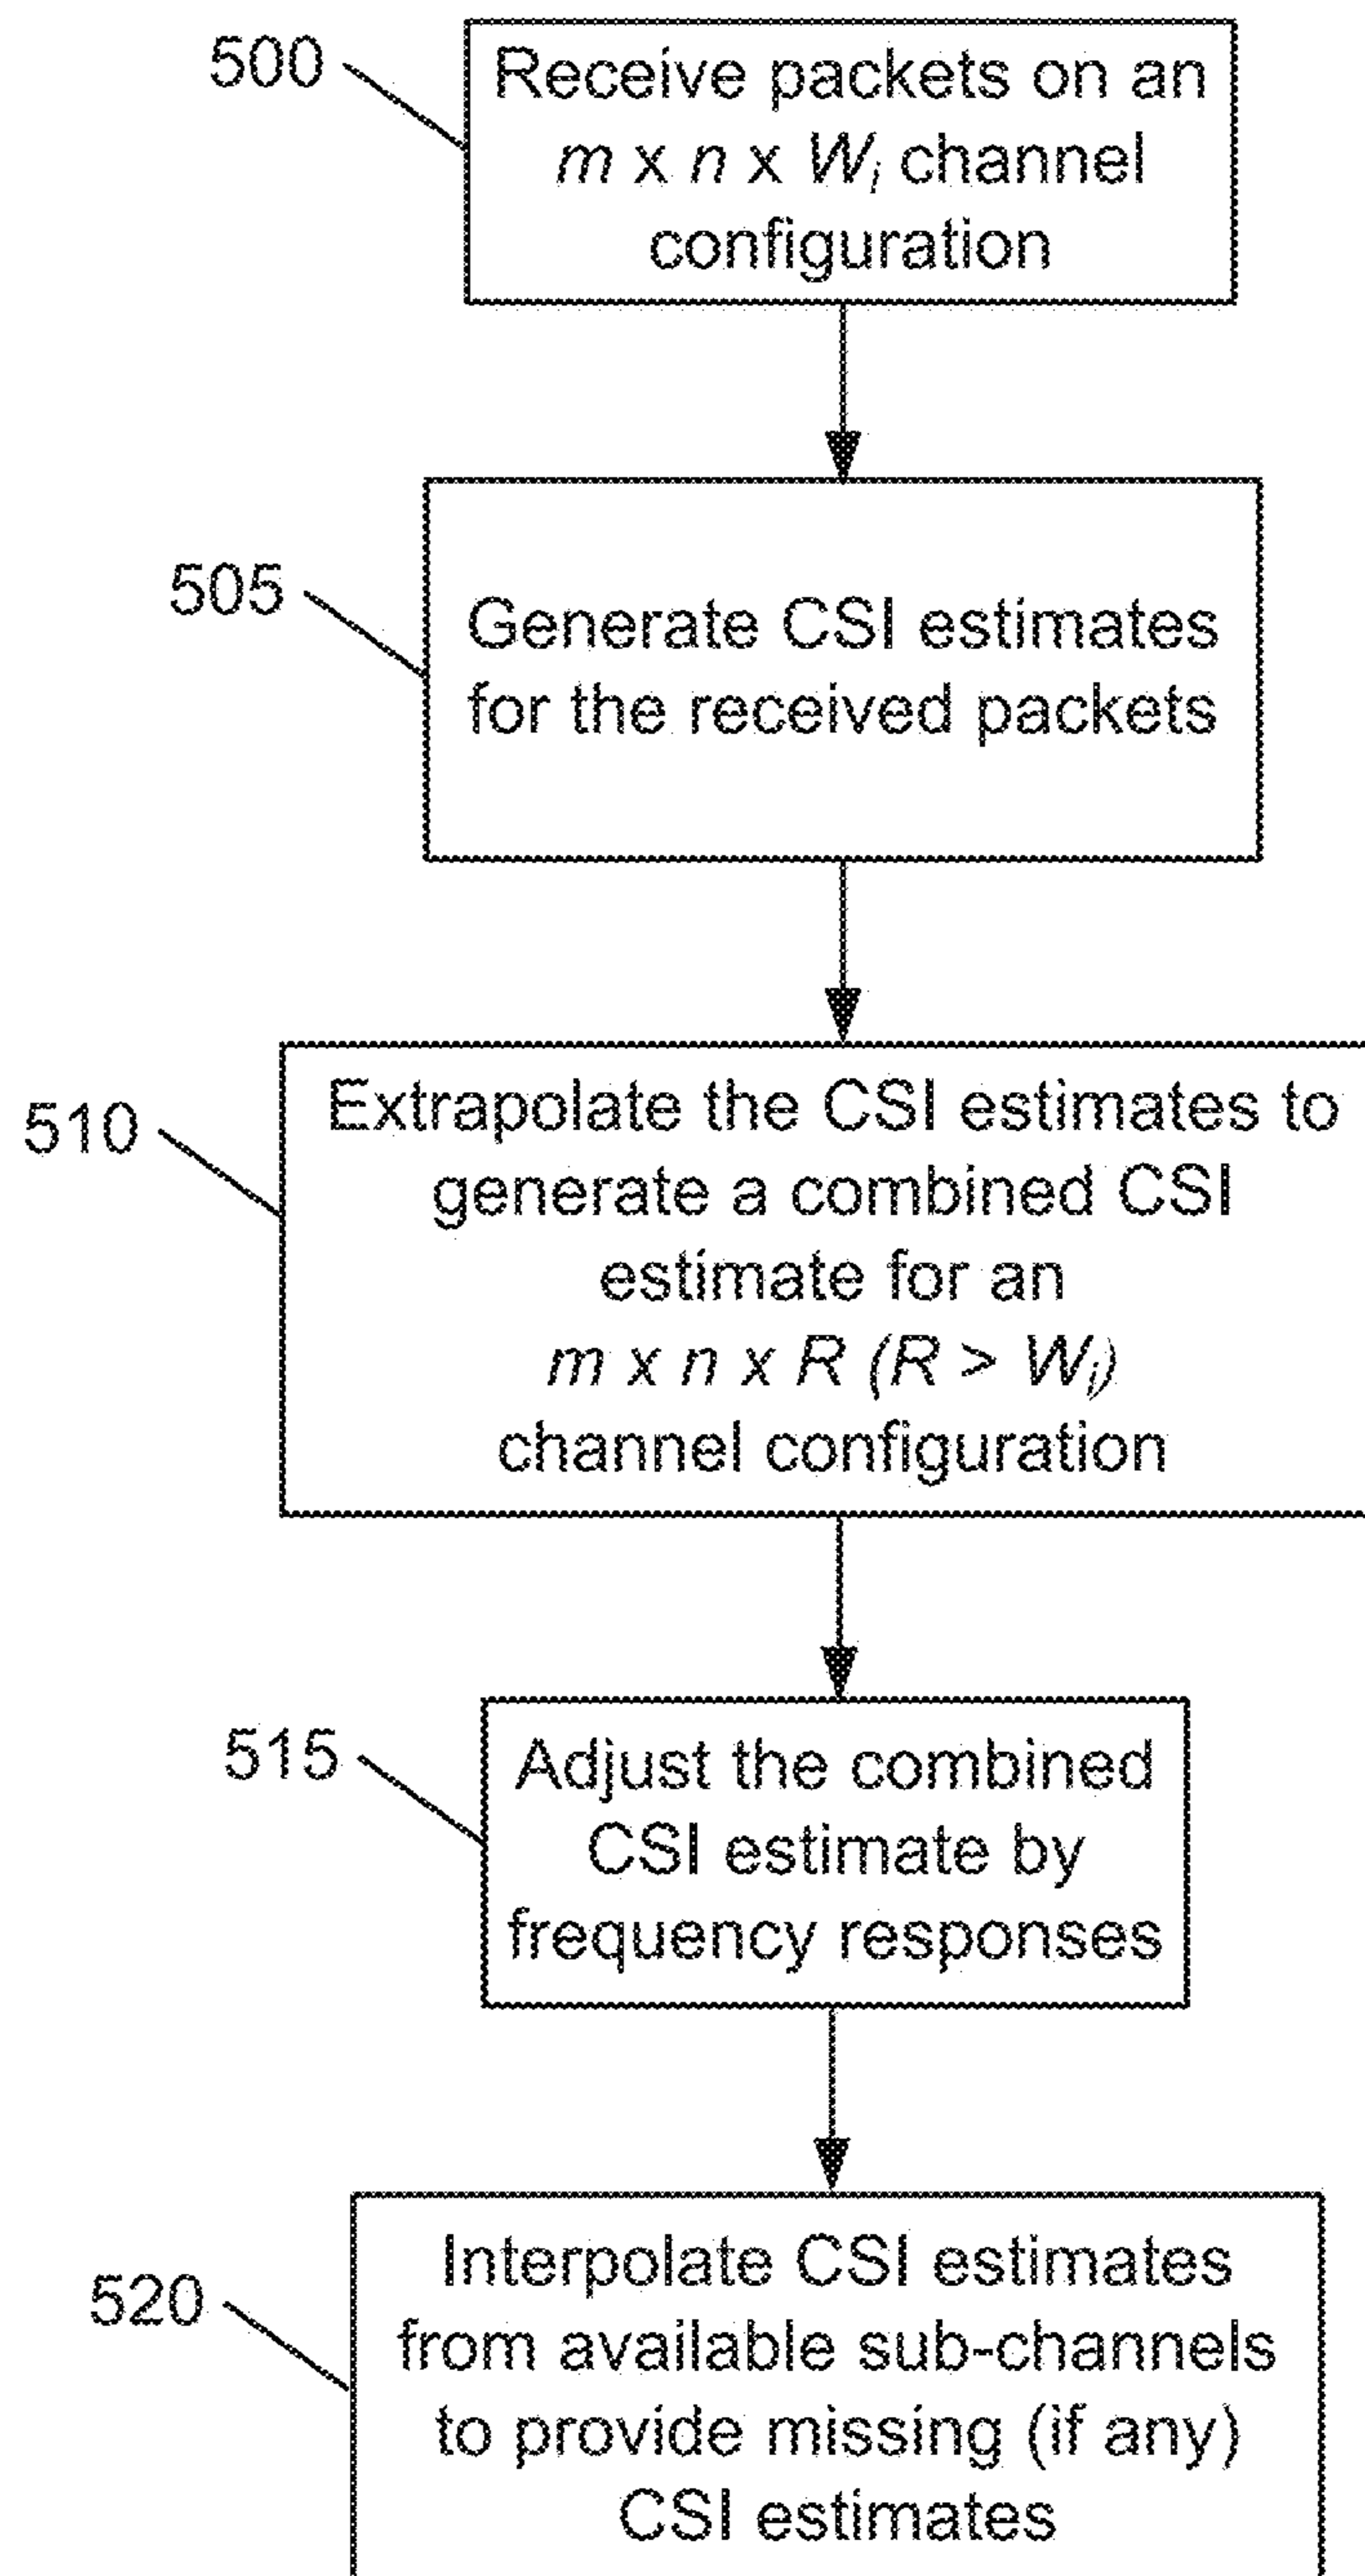 500
Receive packets on an
m x n x Wi channel
configuration
505
Generate CSI estimates
for the received packets
510
Extrapolate the CSI estimates to
generate a combined CSI
estimate for an
m x n x R (R > Wi)
channel configuration
515
Adjust the combined
CSI estimate by
frequency responses
520
Interpolate CSI estimates
from available sub-channels
to provide missing (if any)
CSI estimates